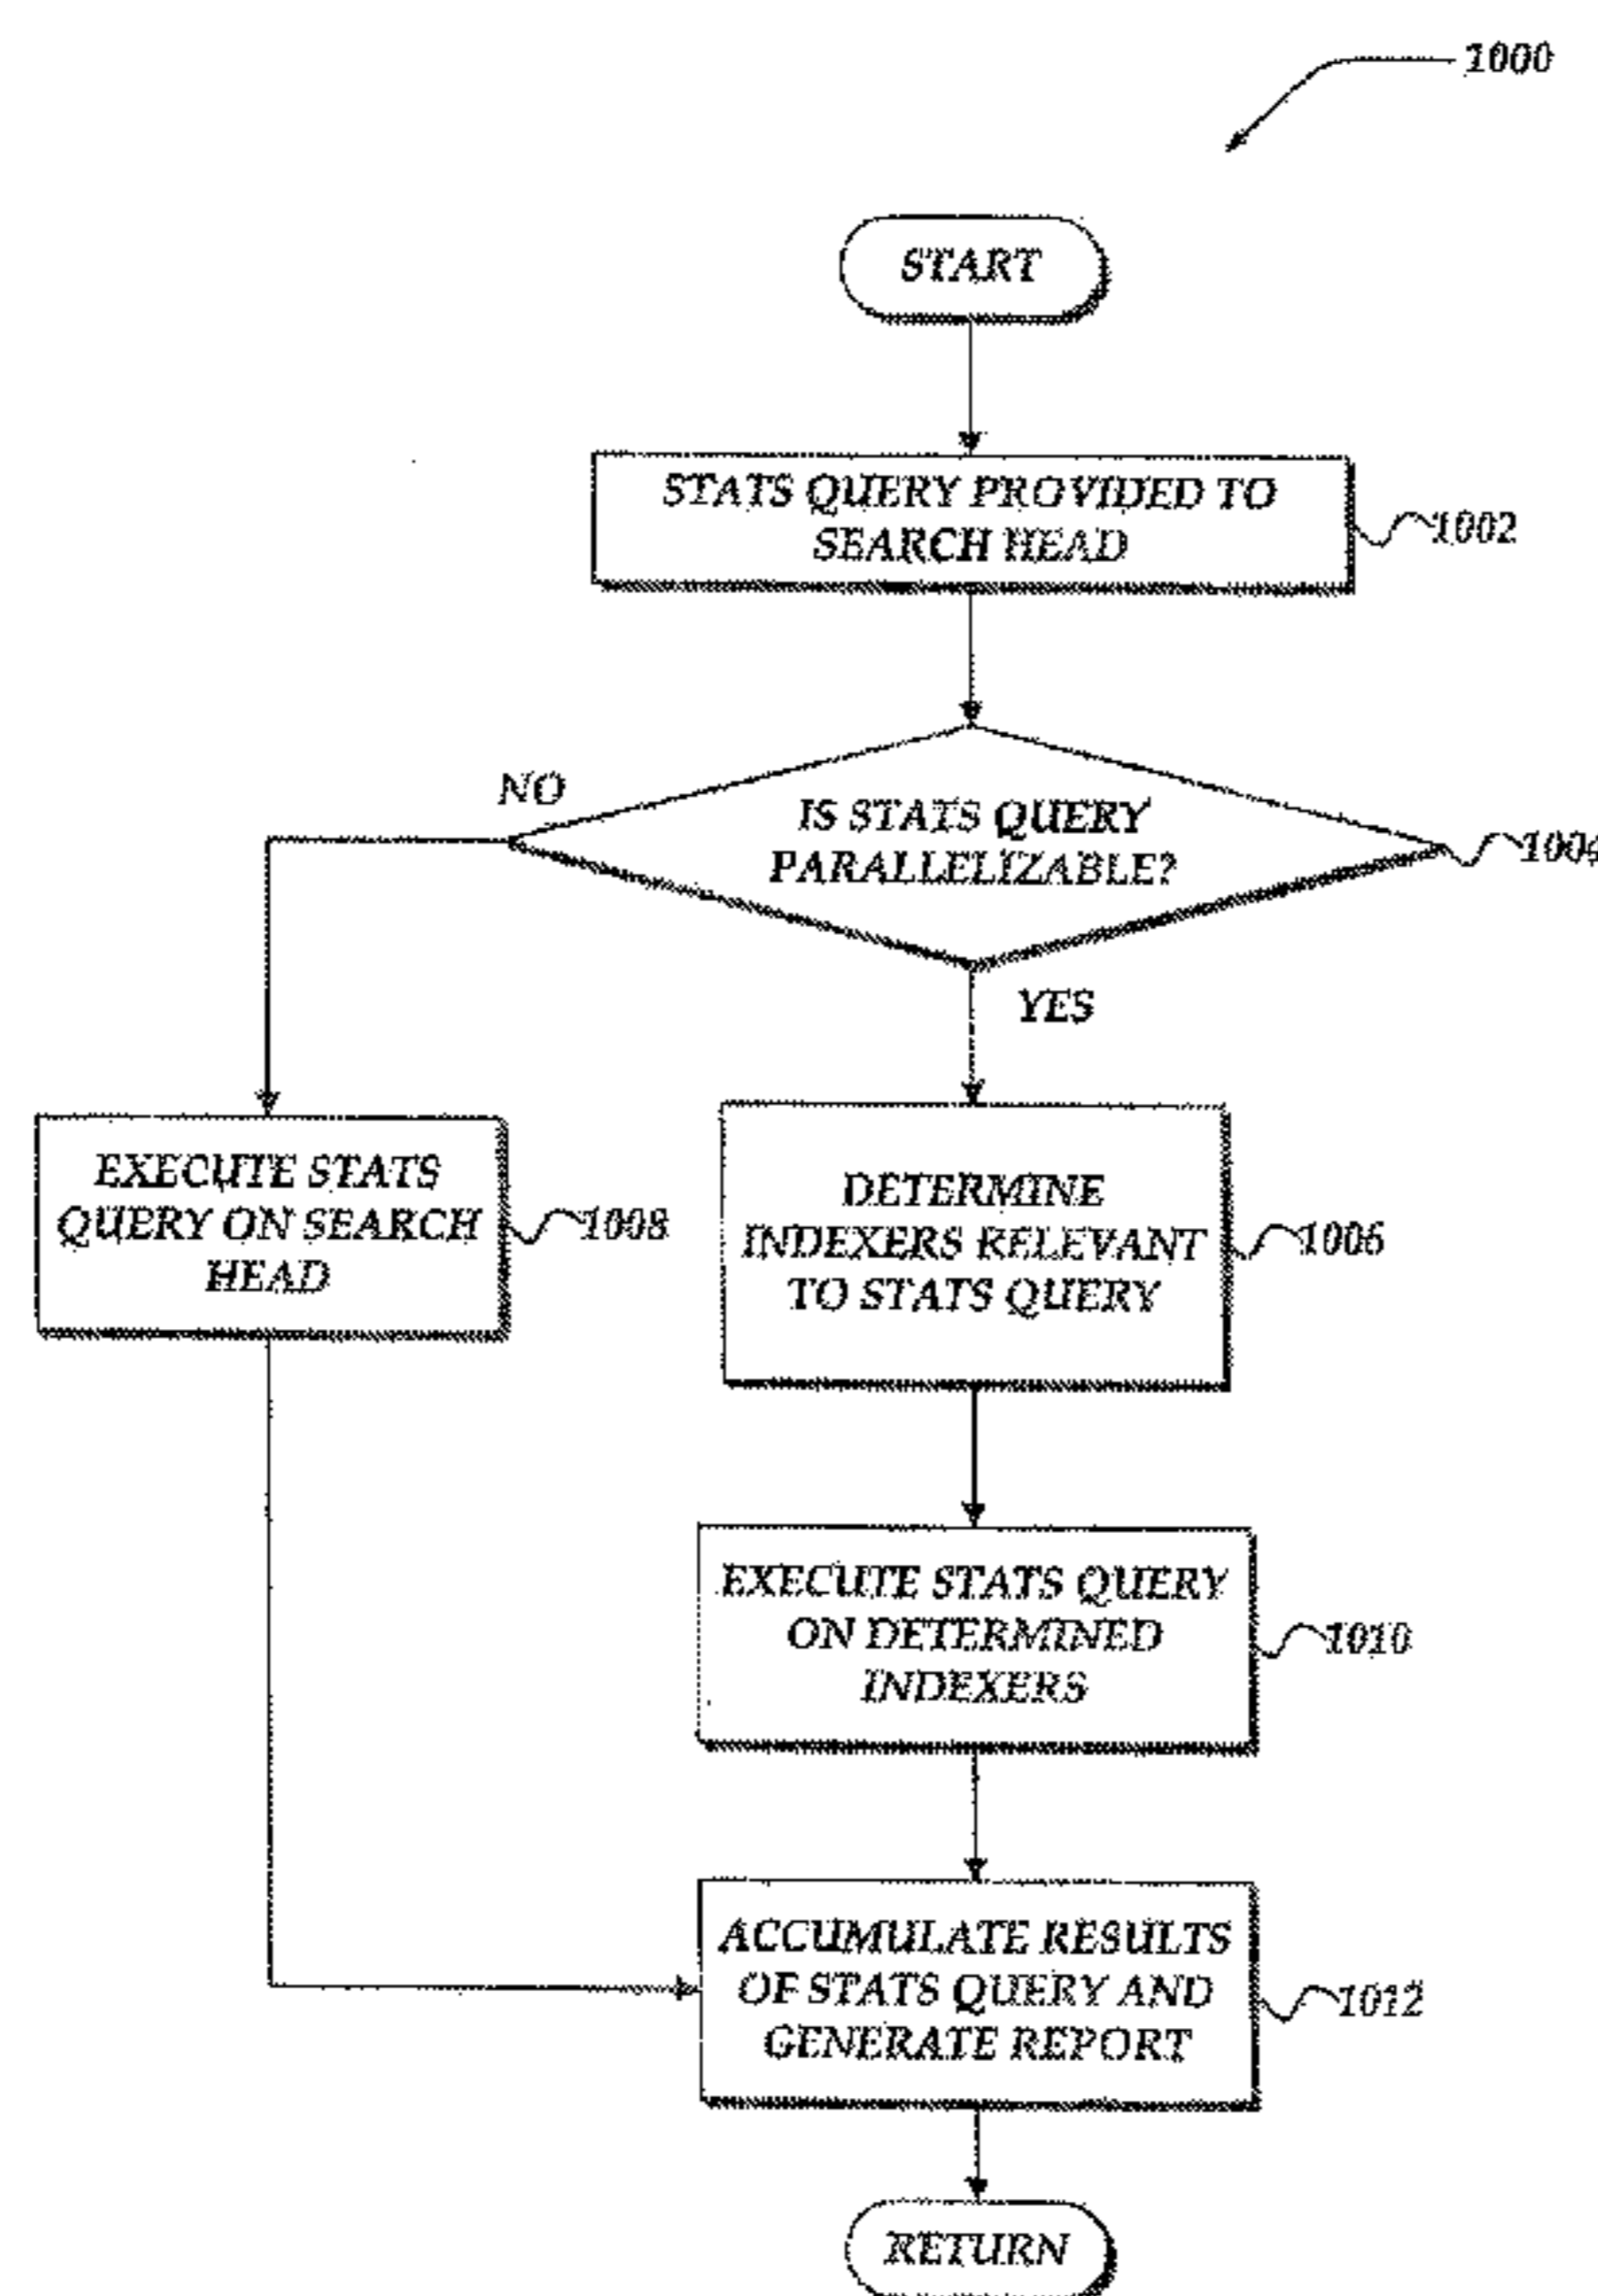 1000
START
STATS QUERY PROVIDED TO
SEARCH HEAD
1002
NO
IS STATS QUERY
PARALLELIZABLE?
1004
YES
EXECUTE STATS
QUERY ON SEARCH
HEAD
1008
DETERMINE
INDEXERS RELEVANT
TO STATS QUERY
1006
EXECUTE STATS QUERY
ON DETERMINED
INDEXERS
1010
ACCUMULATE RESULTS
OF STATS QUERY AND
GENERATE REPORT
1012
RETURN